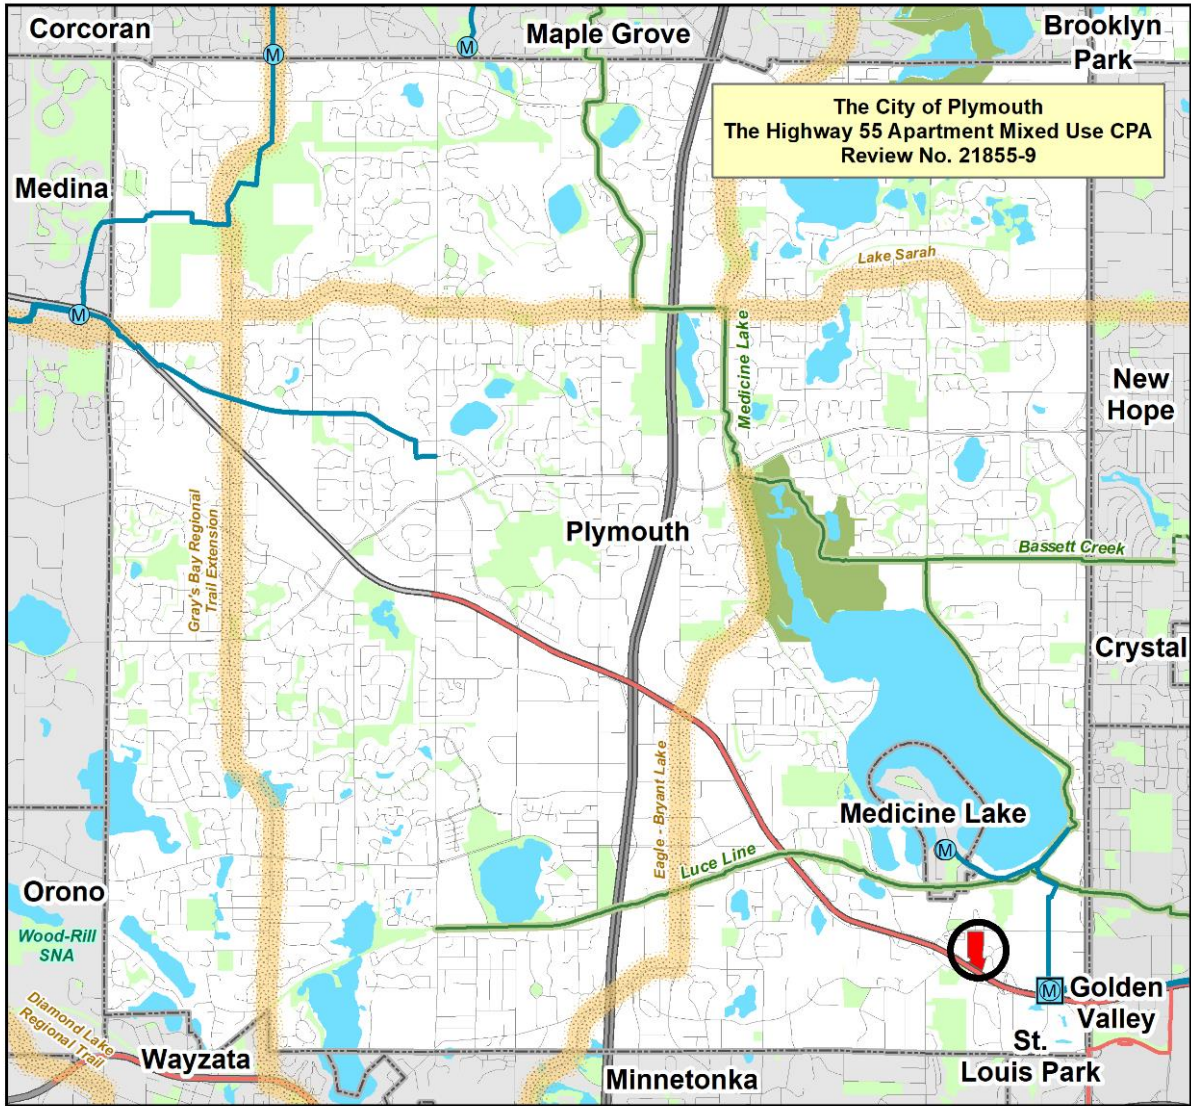 Corcoran
Maple Grove
Brooklyn
Park
M
M
The City of Plymouth
The Highway 55 Apartment Mixed Use CPA
Review No. 21855-9
Medina
Lake Sarah
M
Medicine Lake
New
Hope
Gray's Bay Regional
Trail Extension
Plymouth
Bassett Creek
Crystal
Eagle - Bryant Lake
Medicine Lake
M
Luce Line
Orono
Wood-Rill
SNA
M
Golden
Valley
Diamond Lake
Regional Trail
Wayzata
St.
Louis Park
Minnetonka